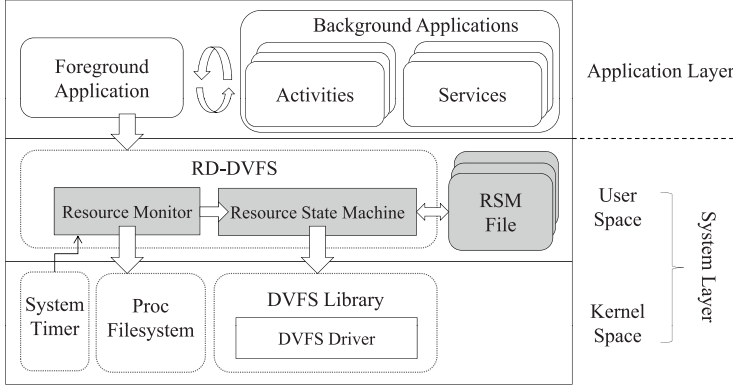 Background Applications
Foreground
Application
Activities
Services
Application Layer
RD-DVFS
Resource Monitor
Resource State Machine
RSM
File
User
Space
System Layer
System
Timer
Proc
Filesystem
DVFS Library
DVFS Driver
Kernel
Space